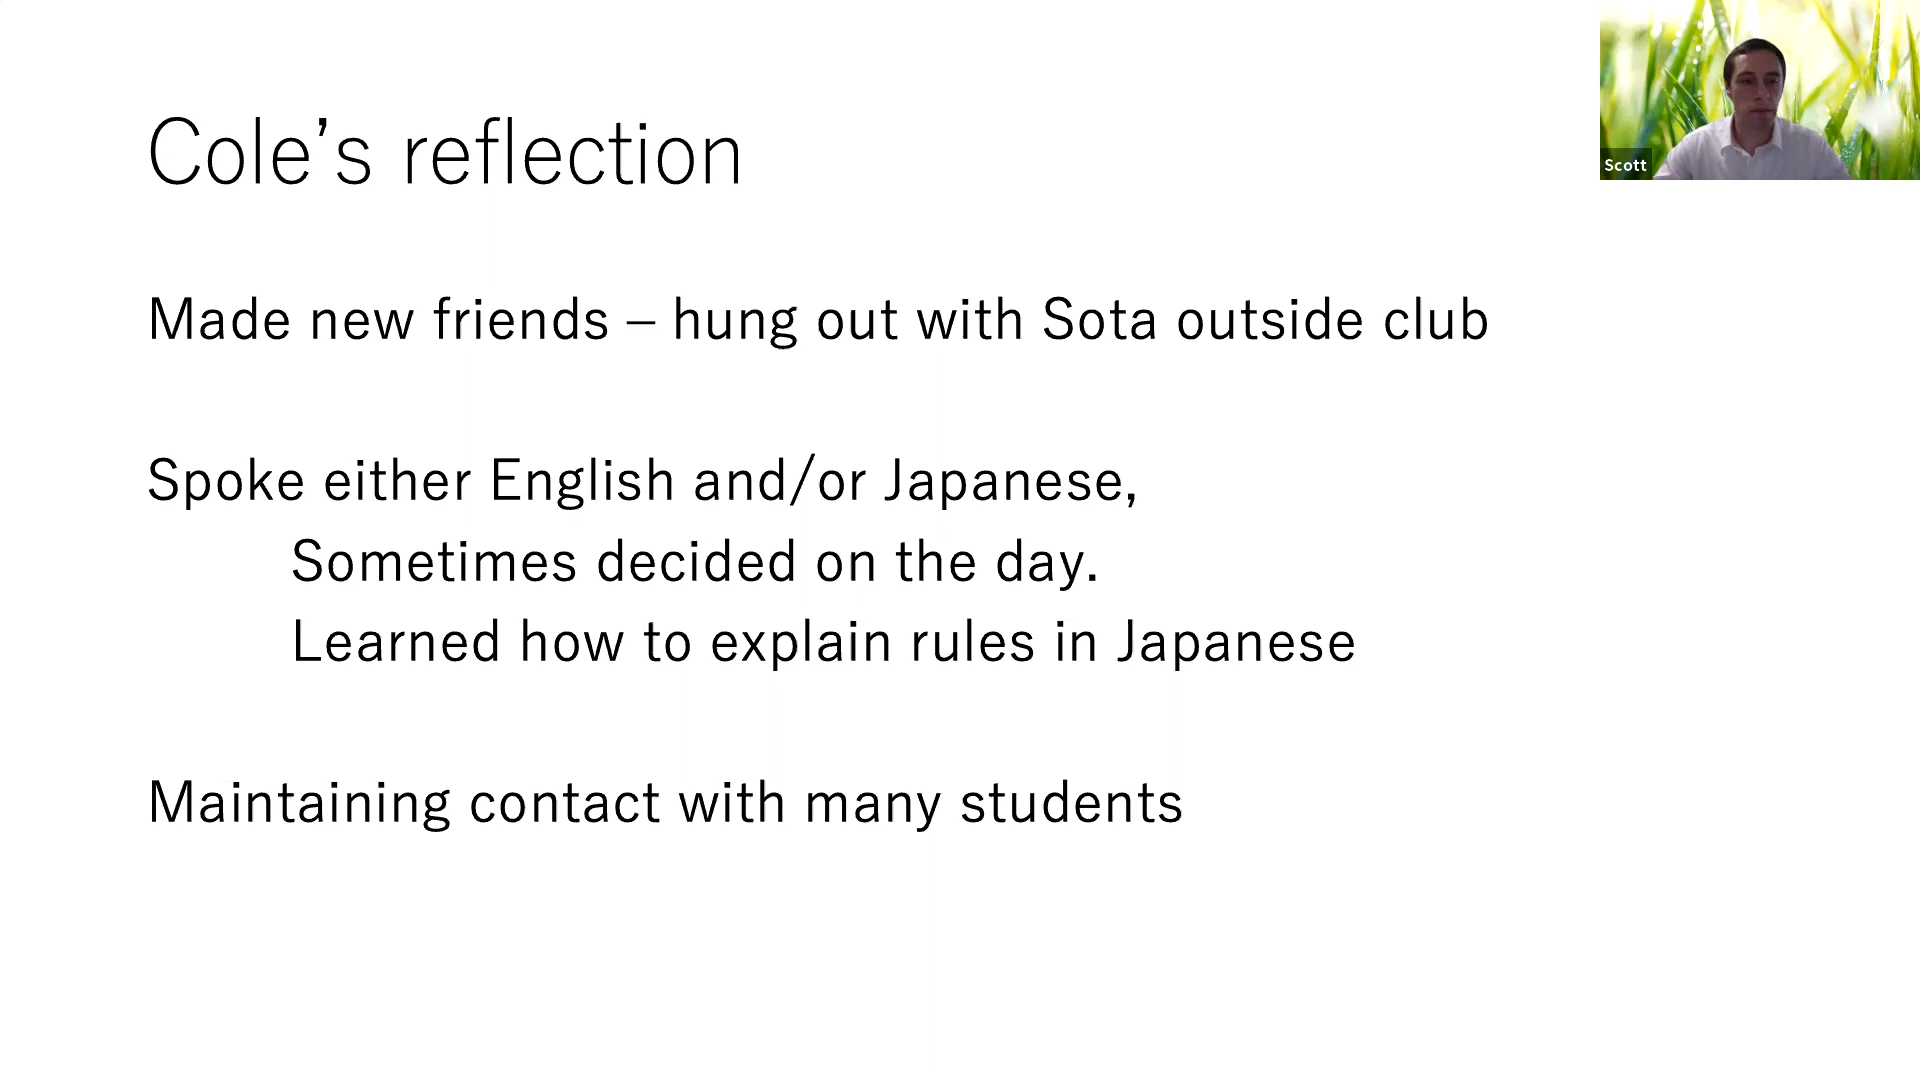 Cole’s reflection
Made new friends – hung out with Sota outside club
Spoke either English and/or Japanese,
Sometimes decided on the day.
Learned how to explain rules in Japanese
Maintaining contact with many students
Scott